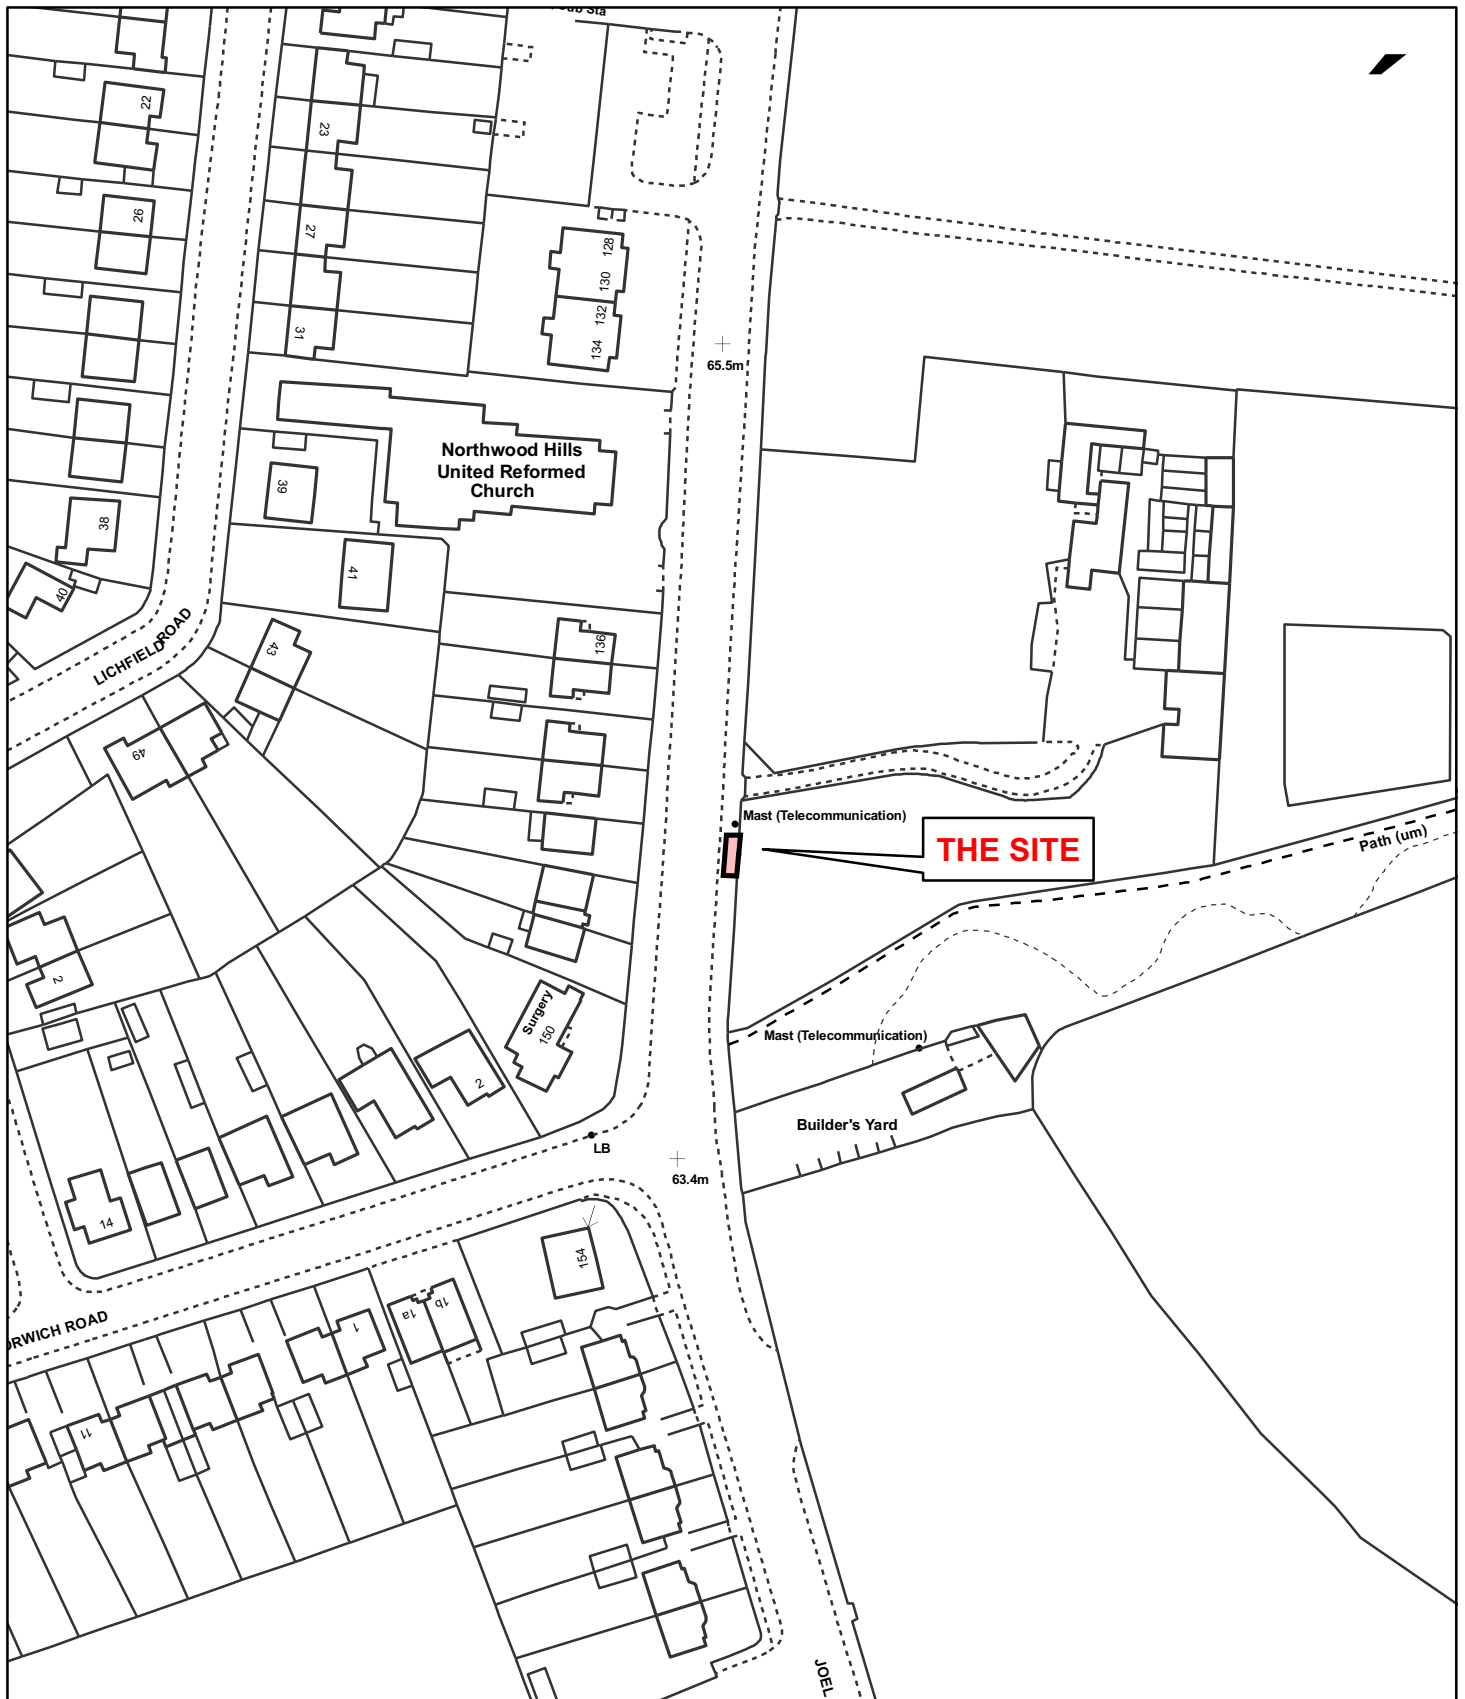 Sub Sta
22
23
26
27
128
130
132
134
31
65.5m
Northwood Hills
United Reformed
Church
39
38
41
40
LICHFIELD ROAD
43
136
49
Mast (Telecommunication)
THE SITE
Path (um)
2
Surgery
150
Mast (Telecommunication)
2
Builder's Yard
LB
63.4m
14
154
1a
1b
1
ORWICH ROAD
11
JOEL